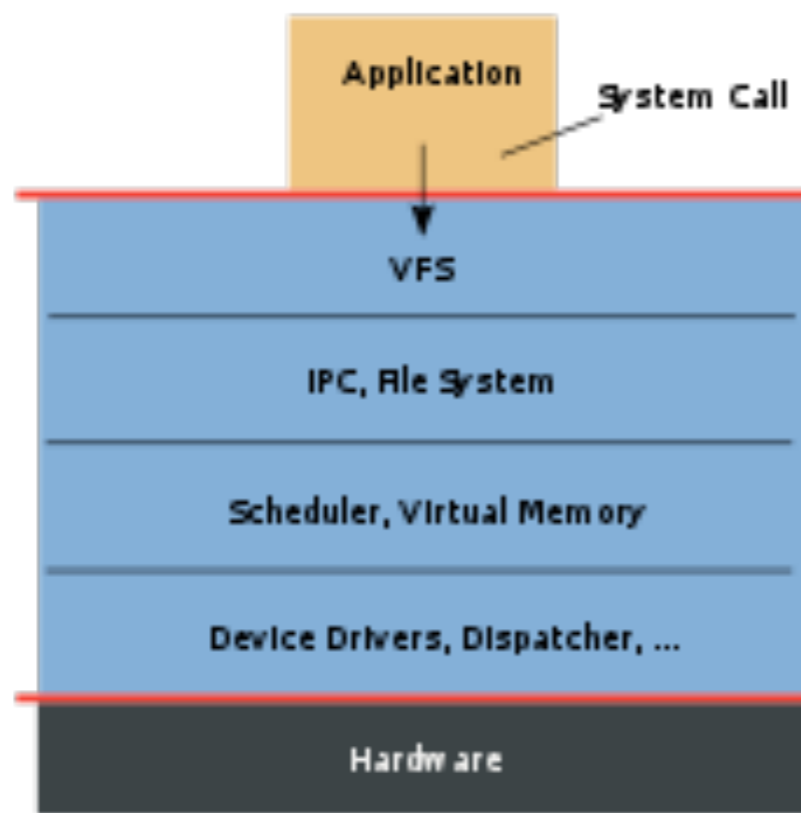 Application
System Call
VFS
IPC, File System
Scheduler, Virtual Memory
Device Drivers, Dispatcher, ...
Hardware